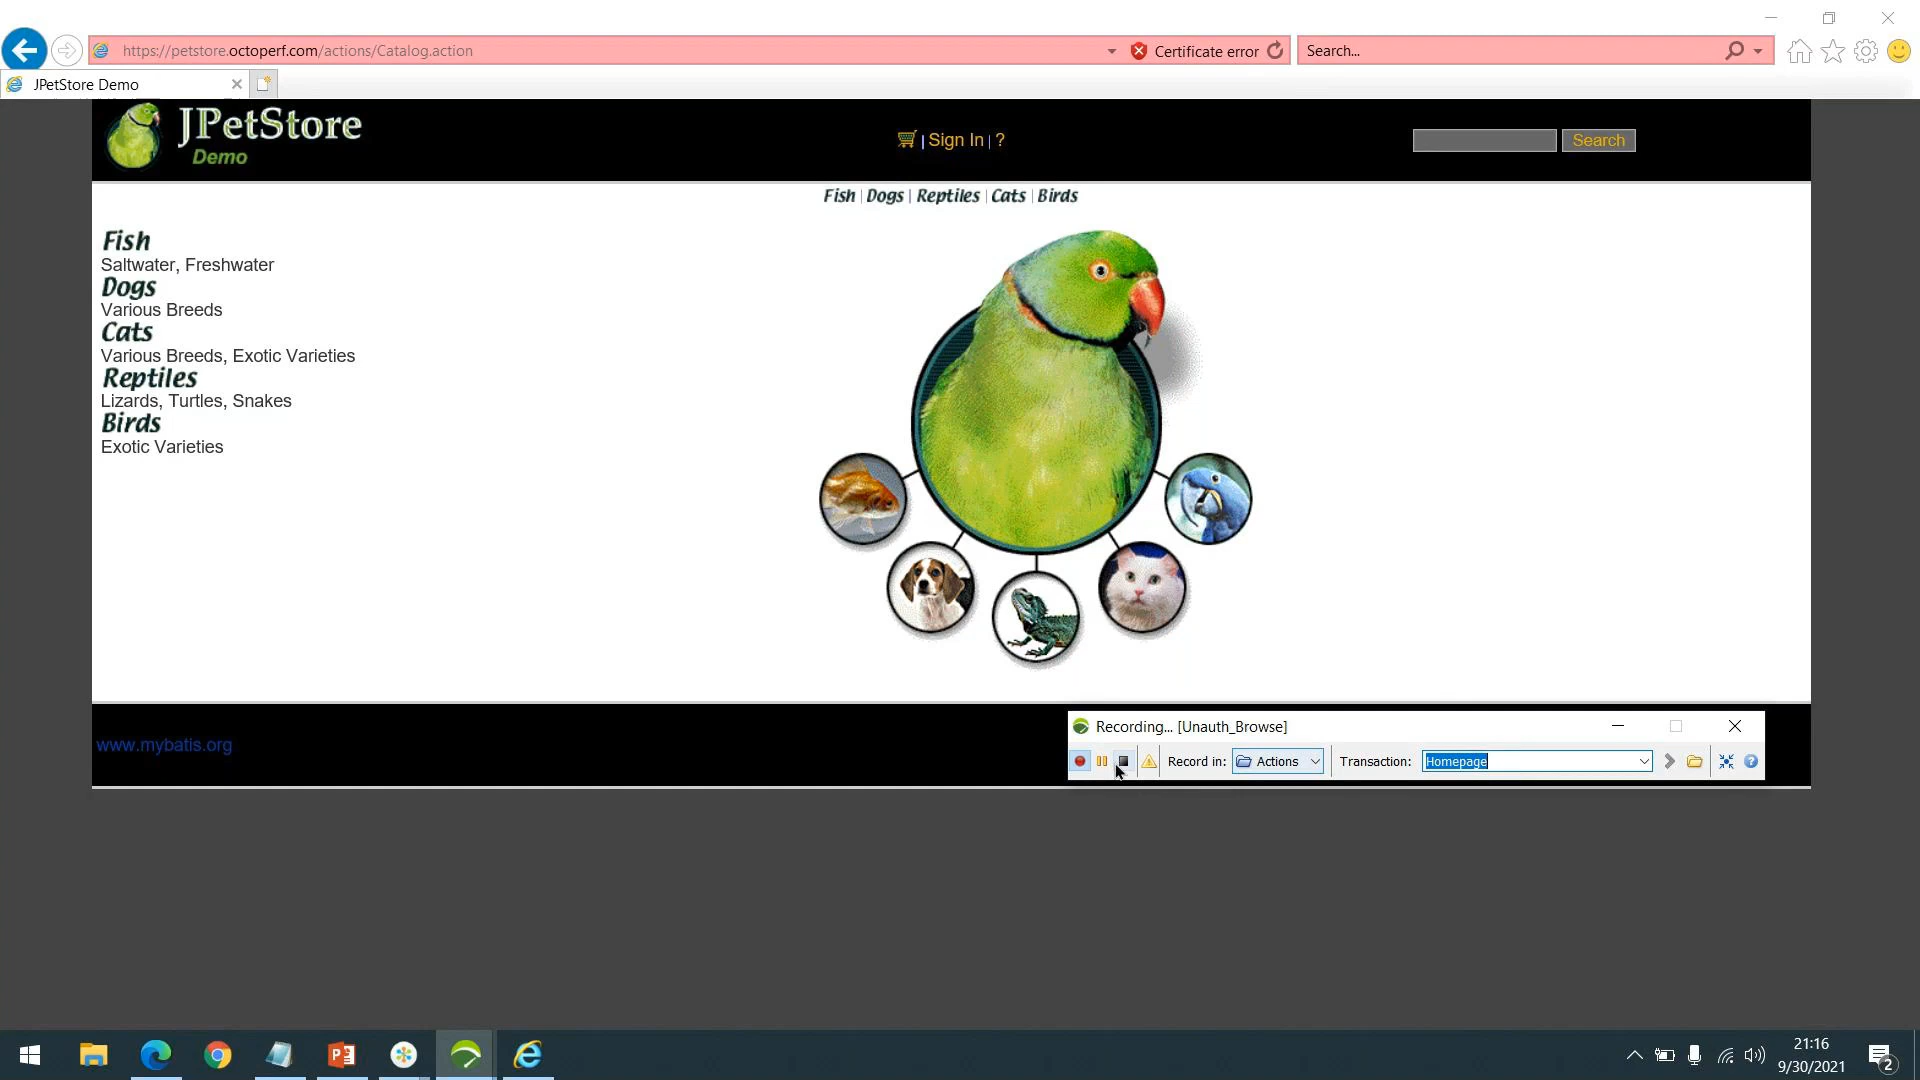 https://petstore.octoperf.com/actions/Catalog.action
Certificate error
Search...
JPetStore Demo
JPetStore
Demo
| Sign In | ?
Search
Fish | Dogs | Reptiles | Cats | Birds
Fish
Saltwater, Freshwater
Dogs
Various Breeds
Cats
Various Breeds, Exotic Varieties
Reptiles
Lizards, Turtles, Snakes
Birds
Exotic Varieties
www.mybatis.org
Recording... [Unauth_Browse]
Record in: Actions
Transaction: Homepage
21:16
9/30/2021
2